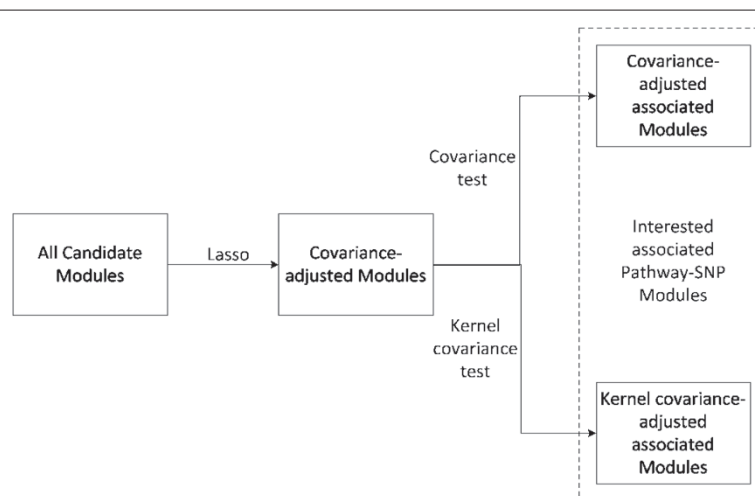 Covariance-
adjusted
associated
Modules
Covariance
test
All Candidate
Modules
Lasso
Covariance-
adjusted Modules
Interested
associated
Pathway-SNP
Modules
Kernel
covariance
test
Kernel covariance-
adjusted
associated
Modules